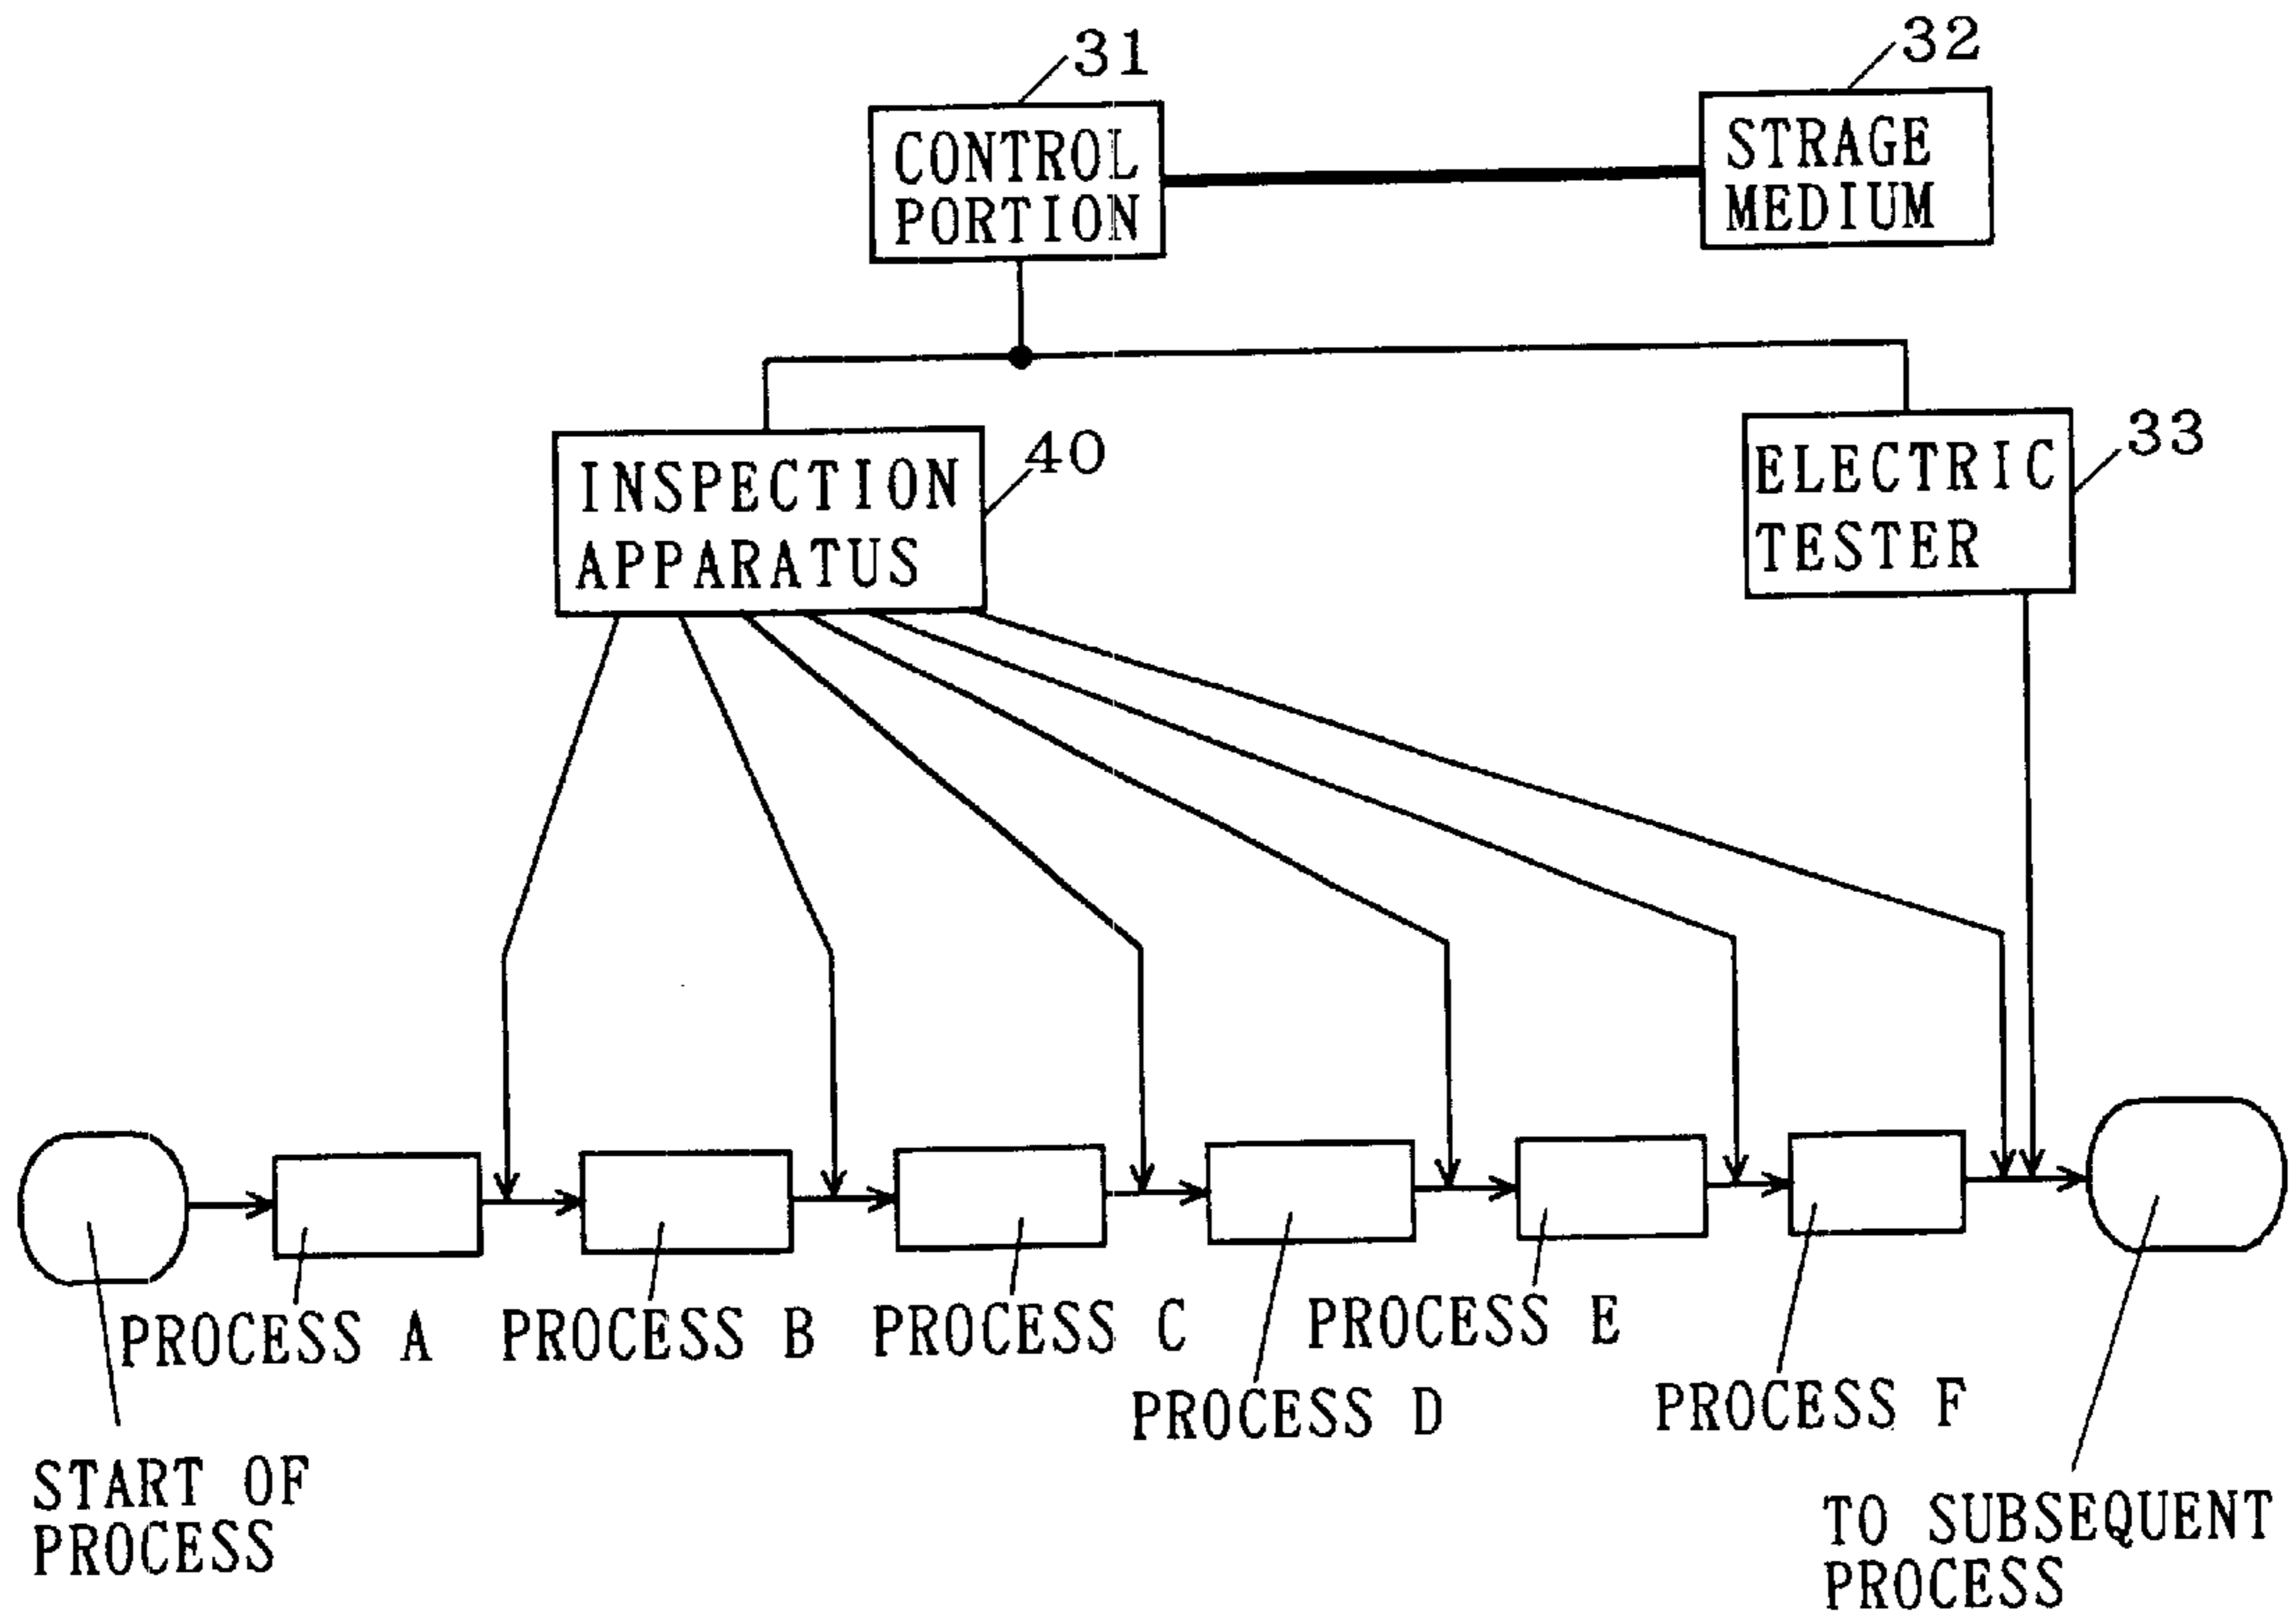 31
32
CONTROL
PORTION
STRAGE
MEDIUM
40
33
INSPECTION
APPARATUS
ELECTRIC
TESTER
PROCESS A
PROCESS B
PROCESS C
PROCESS D
PROCESS E
PROCESS F
START OF
PROCESS
TO SUBSEQUENT
PROCESS